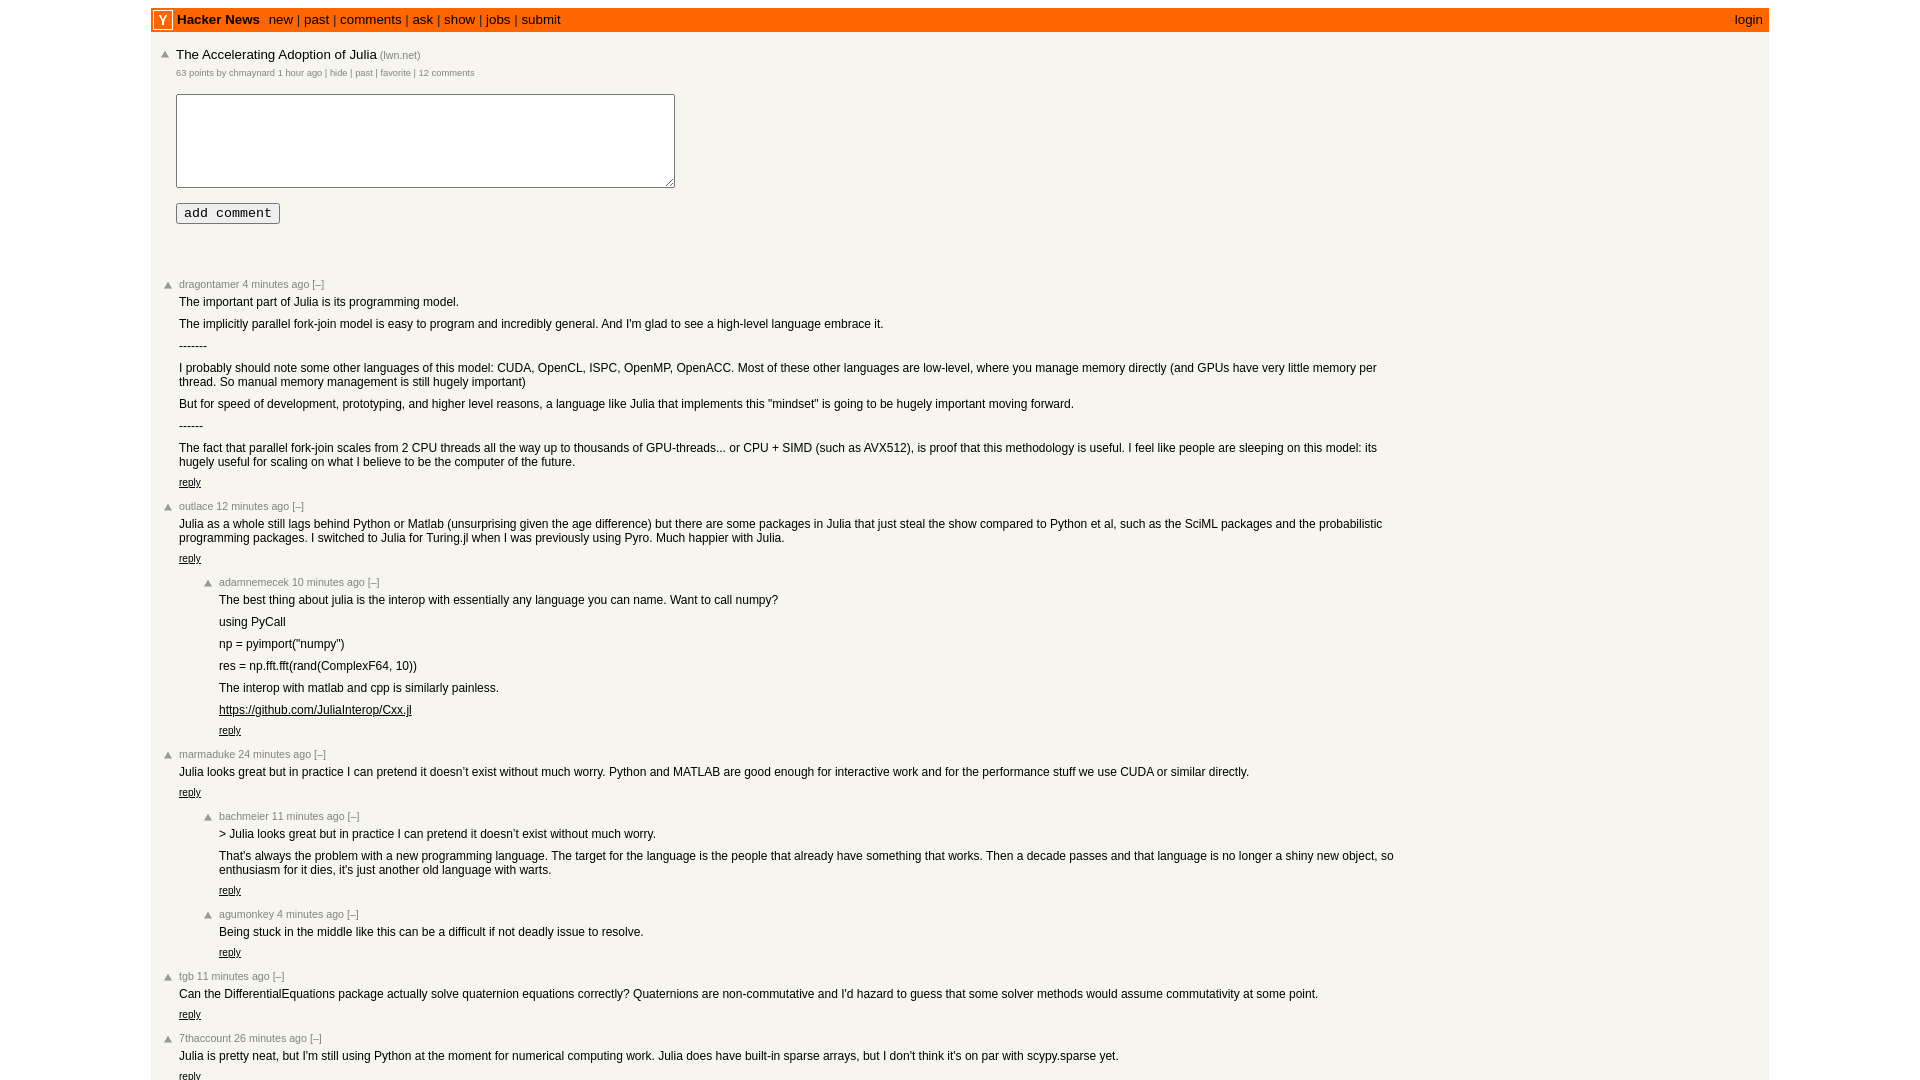 Y Hacker News new | past | comments | ask | show | jobs | submit login
The Accelerating Adoption of Julia (lwn.net)
63 points by chmaynard 1 hour ago | hide | past | favorite | 12 comments
add comment
dragontamer 4 minutes ago [–]
The important part of Julia is its programming model.
The implicitly parallel fork-join model is easy to program and incredibly general. And I'm glad to see a high-level language embrace it.
-------
I probably should note some other languages of this model: CUDA, OpenCL, ISPC, OpenMP, OpenACC. Most of these other languages are low-level, where you manage memory directly (and GPUs have very little memory per
thread. So manual memory management is still hugely important)
But for speed of development, prototyping, and higher level reasons, a language like Julia that implements this "mindset" is going to be hugely important moving forward.
------
The fact that parallel fork-join scales from 2 CPU threads all the way up to thousands of GPU-threads... or CPU + SIMD (such as AVX512), is proof that this methodology is useful. I feel like people are sleeping on this model: its
hugely useful for scaling on what I believe to be the computer of the future.
reply
outlace 12 minutes ago [–]
Julia as a whole still lags behind Python or Matlab (unsurprising given the age difference) but there are some packages in Julia that just steal the show compared to Python et al, such as the SciML packages and the probabilistic
programming packages. I switched to Julia for Turing.jl when I was previously using Pyro. Much happier with Julia.
reply
adamnemecek 10 minutes ago [–]
The best thing about julia is the interop with essentially any language you can name. Want to call numpy?
using PyCall
np = pyimport("numpy")
res = np.fft.fft(rand(ComplexF64, 10))
The interop with matlab and cpp is similarly painless.
https://github.com/JuliaInterop/Cxx.jl
reply
marmaduke 24 minutes ago [–]
Julia looks great but in practice I can pretend it doesn’t exist without much worry. Python and MATLAB are good enough for interactive work and for the performance stuff we use CUDA or similar directly.
reply
bachmeier 11 minutes ago [–]
> Julia looks great but in practice I can pretend it doesn’t exist without much worry.
That's always the problem with a new programming language. The target for the language is the people that already have something that works. Then a decade passes and that language is no longer a shiny new object, so
enthusiasm for it dies, it's just another old language with warts.
reply
agumonkey 4 minutes ago [–]
Being stuck in the middle like this can be a difficult if not deadly issue to resolve.
reply
tgb 11 minutes ago [–]
Can the DifferentialEquations package actually solve quaternion equations correctly? Quaternions are non-commutative and I'd hazard to guess that some solver methods would assume commutativity at some point.
reply
7thaccount 26 minutes ago [–]
Julia is pretty neat, but I'm still using Python at the moment for numerical computing work. Julia does have built-in sparse arrays, but I don't think it's on par with scypy.sparse yet.
reply